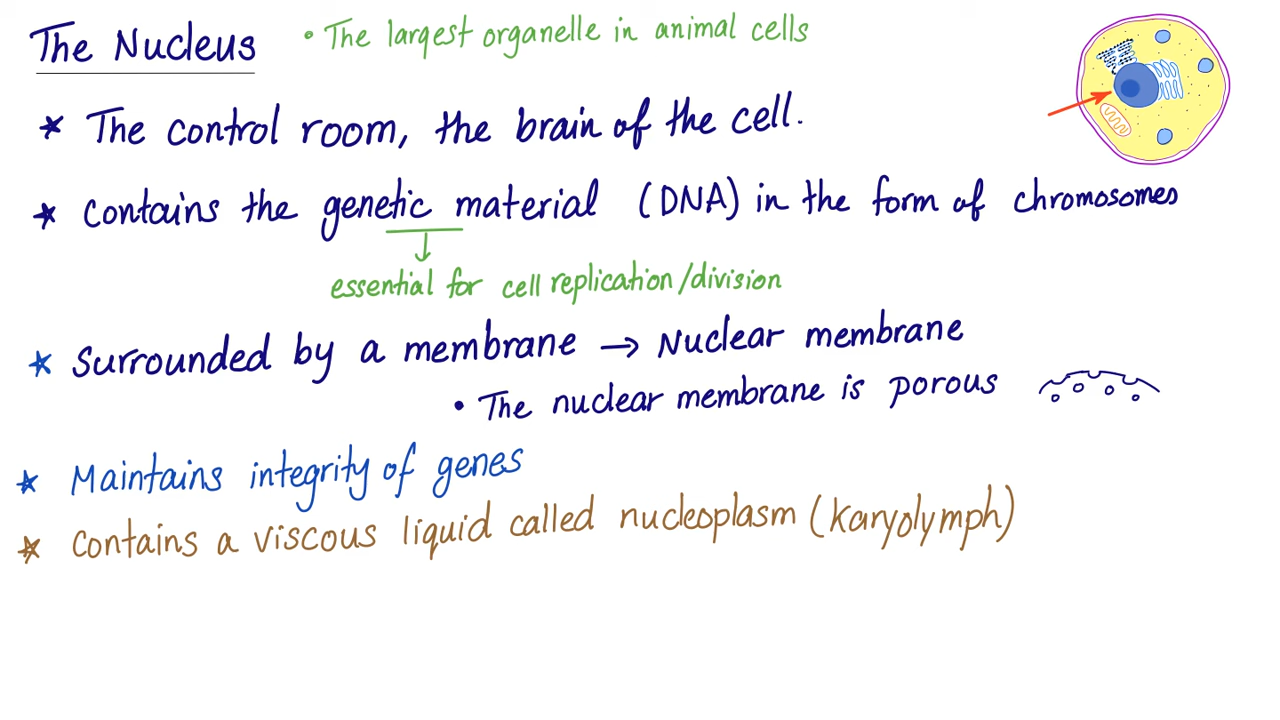 The Nucleus • The largest organelle in animal cells
* The control room, the brain of the cell.
* Contains the genetic material (DNA) in the form of chromosomes
↓
essential for cell replication/division
* Surrounded by a membrane → Nuclear membrane
• The nuclear membrane is porous
* Maintains integrity of genes
* Contains a viscous liquid called nucleoplasm (Karyolymph)